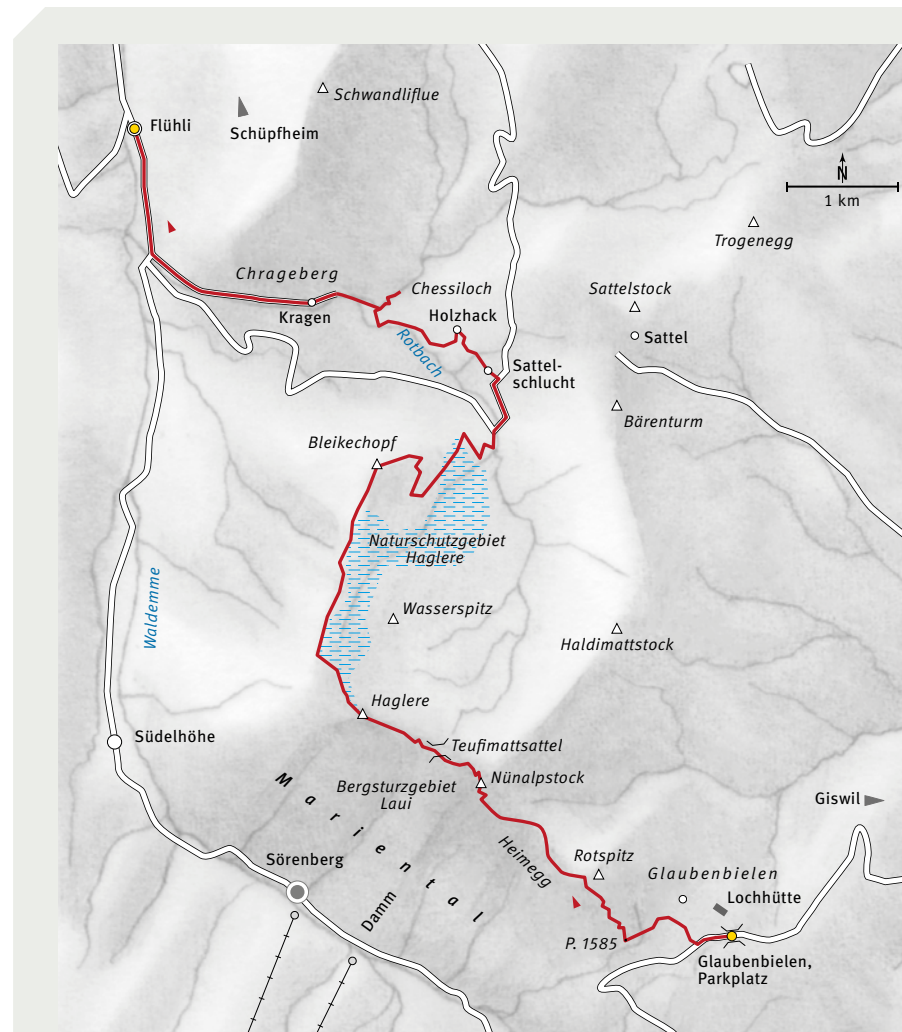 Schwandliflue
Flühli
Schüpfheim
N
1 km
Trogenegg
Chrageberg
Chessiloch
Sattelstock
Kragen
Holzhack
Sattel
Rotbach
Sattel-
schlucht
Bärenturm
Bleikechopf
Naturschutzgebiet
Haglere
Waldemme
Wasserspitz
Haldimattstock
Haglere
Südelhöhe
Teufimattsattel
Nünalpstock
Bergsturzgebiet
Laui
Mariental
Giswil
Heimegg
Rotspitz
Sörenberg
Glaubenbielen
Damm
Lochhütte
P. 1585
Glaubenbielen,
Parkplatz